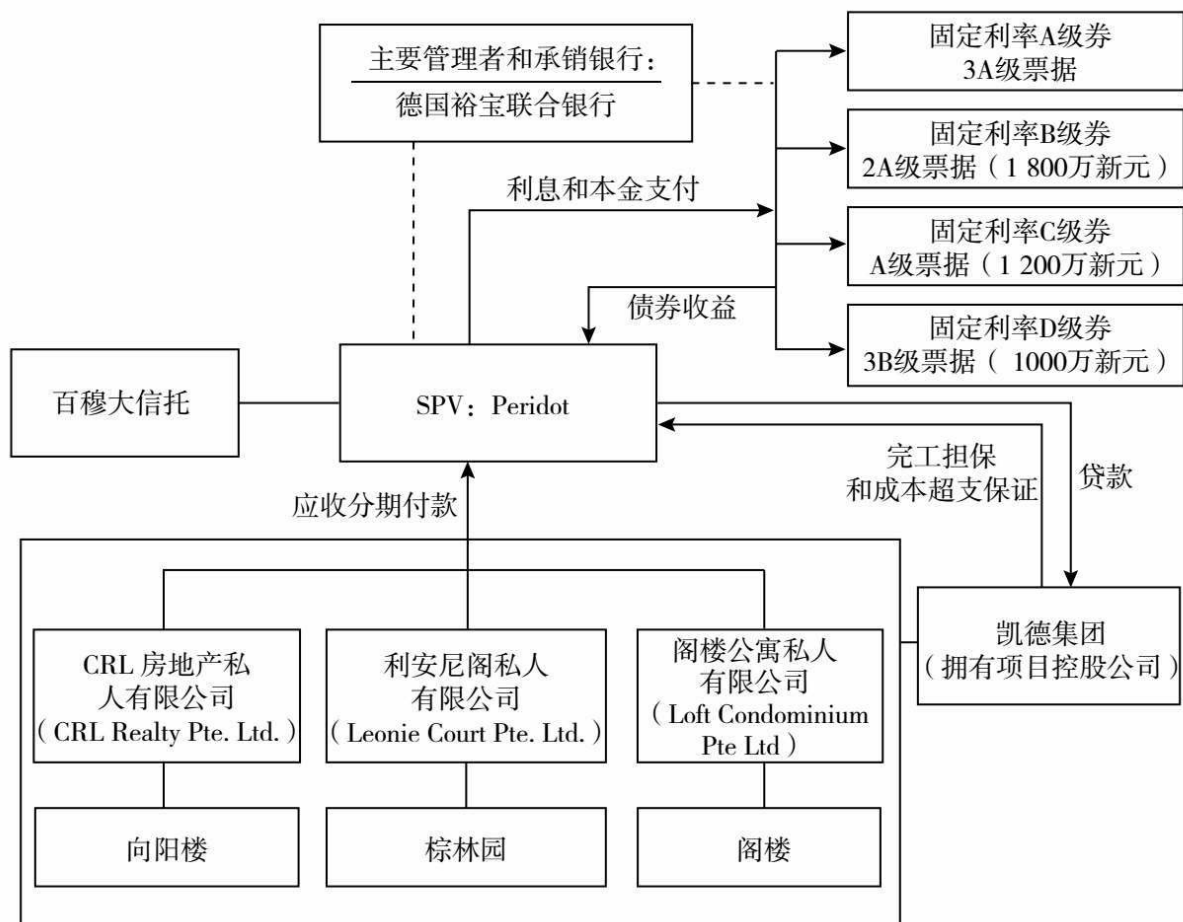 主要管理者和承销银行：
德国裕宝联合银行
固定利率A级券
3A级票据
固定利率B级券
2A级票据（1 800万新元）
利息和本金支付
固定利率C级券
A级票据（1 200万新元）
债券收益
固定利率D级券
3B级票据（ 1000万新元）
百穆大信托
SPV：Peridot
完工担保
和成本超支保证
贷款
应收分期付款
CRL 房地产私
人有限公司
（CRL Realty Pte. Ltd.）
利安尼阁私人
有限公司
（Leonie Court Pte. Ltd.）
阁楼公寓私人
有限公司
（Loft Condominium
Pte Ltd）
凯德集团
（拥有项目控股公司）
向阳楼
棕林园
阁楼